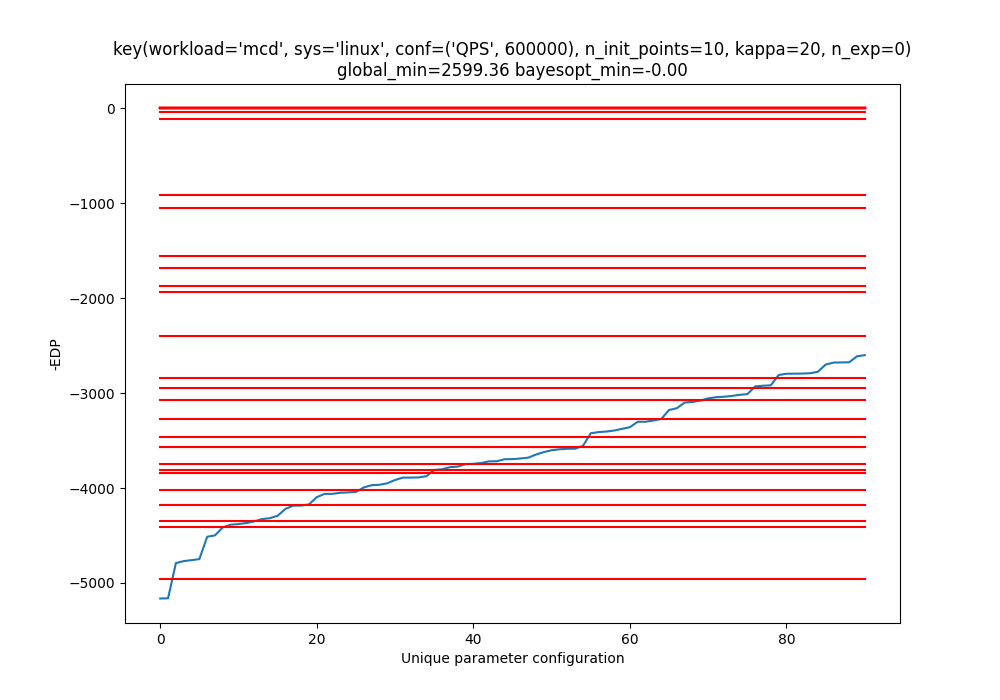 key(workload='mcd', sys='linux', conf=('QPS', 600000), n_init_points=10, kappa=20, n_exp=0)
global_min=2599.36 bayesopt_min=-0.00
0
−1000
−2000
−3000
−4000
−5000
-EDP
0 20 40 60 80
Unique parameter configuration